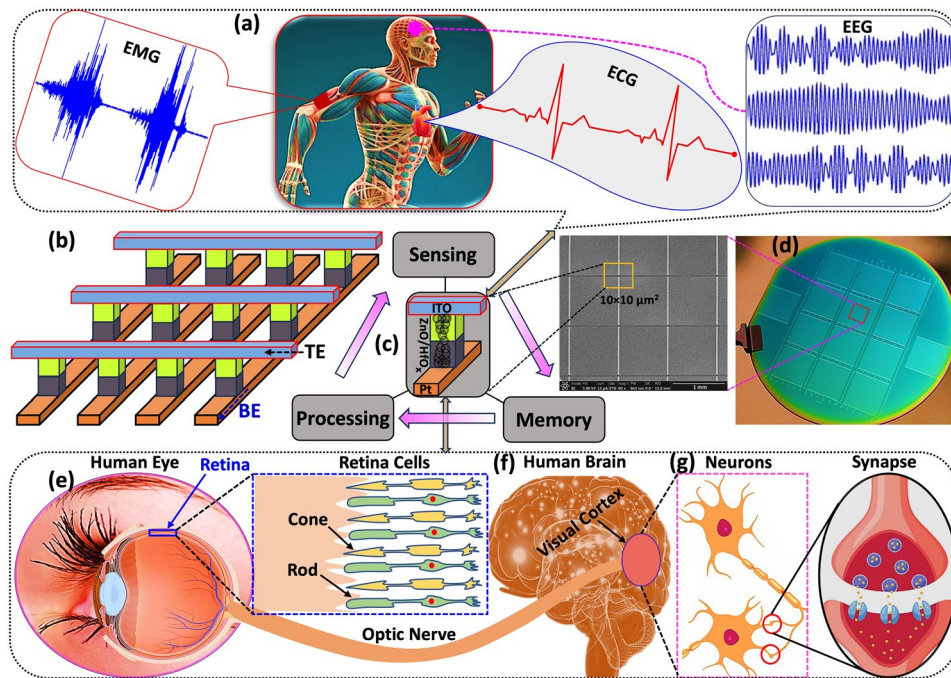 (a)
EMG
ECG
EEG
(b)
TE
BE
Sensing
(c)
ITO
ZnO/HfOx
Pt
Processing
Memory
10×10 µm²
1 mm
(d)
(e)
Human Eye
Retina
Retina Cells
Cone
Rod
Optic Nerve
(f)
Human Brain
Visual Cortex
(g)
Neurons
Synapse